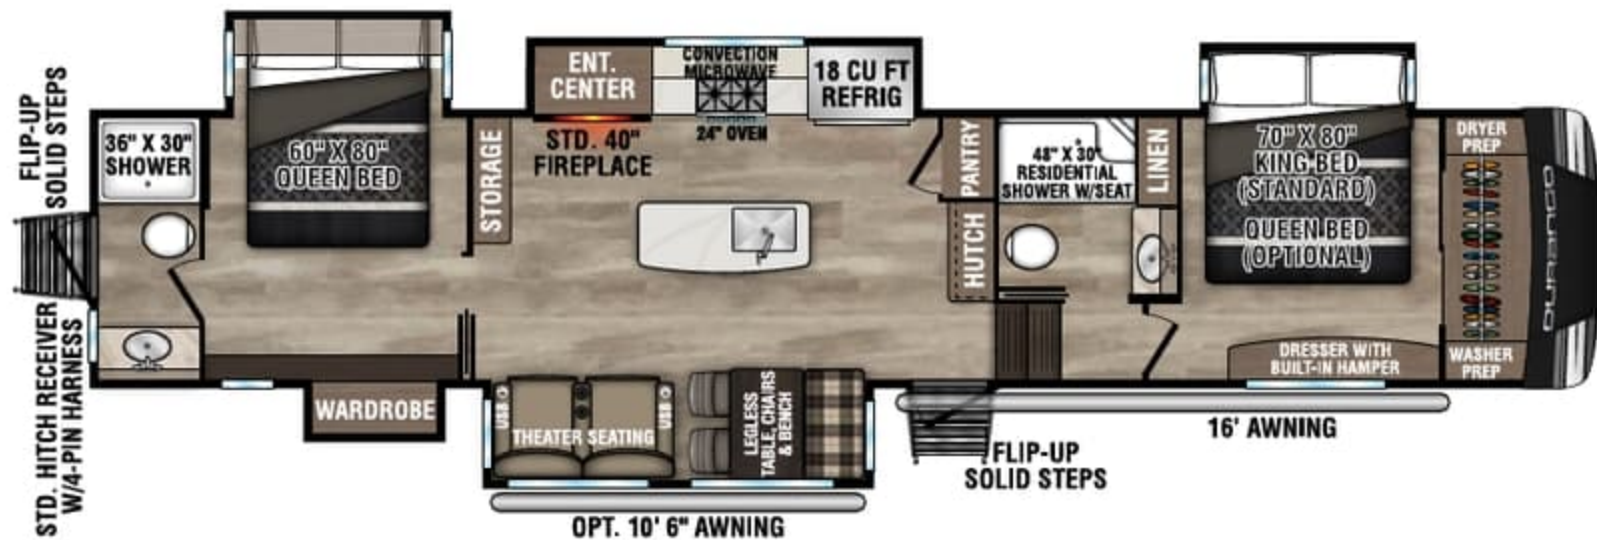 FLIP-UP
SOLID STEPS
36" X 30"
SHOWER
STD. HITCH RECEIVER
W/4-PIN HARNESS
60" X 80"
QUEEN BED
WARDROBE
STORAGE
ENT.
CENTER
STD. 40"
FIREPLACE
CONVECTION
MICROWAVE
24" OVEN
18 CU FT
REFRIG
USB
THEATER SEATING
USB
LEGLESS
TABLE, CHAIRS
& BENCH
OPT. 10' 6" AWNING
PANTRY
HUTCH
48" X 30"
RESIDENTIAL
SHOWER W/SEAT
LINEN
FLIP-UP
SOLID STEPS
16' AWNING
70" X 80"
KING BED
(STANDARD)
QUEEN BED
(OPTIONAL)
DRESSER WITH
BUILT-IN HAMPER
DRYER
PREP
WASHER
PREP
DURANGO